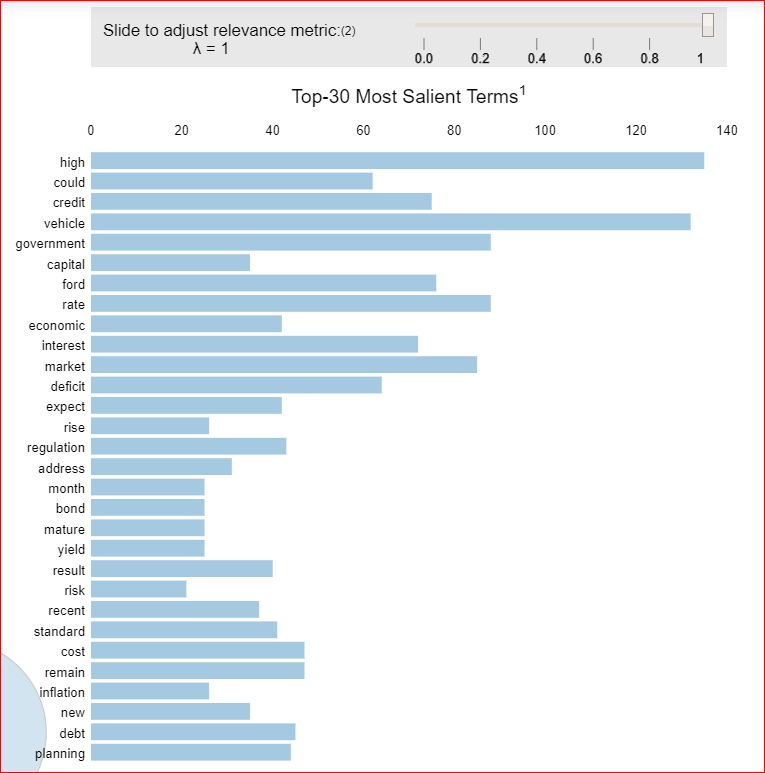 Slide to adjust relevance metric:(2)
λ = 1
0.0 0.2 0.4 0.6 0.8 1
Top-30 Most Salient Terms1
0 20 40 60 80 100 120 140
high
could
credit
vehicle
government
capital
ford
rate
economic
interest
market
deficit
expect
rise
regulation
address
month
bond
mature
yield
result
risk
recent
standard
cost
remain
inflation
new
debt
planning